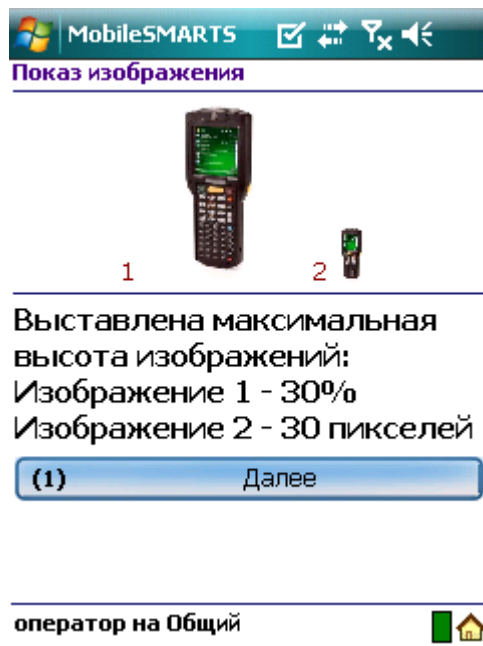 MobileSMARTS
Показ изображения
1
2
Выставлена максимальная
высота изображений:
Изображение 1 - 30%
Изображение 2 - 30 пикселей
(1) Далее
оператор на Общий